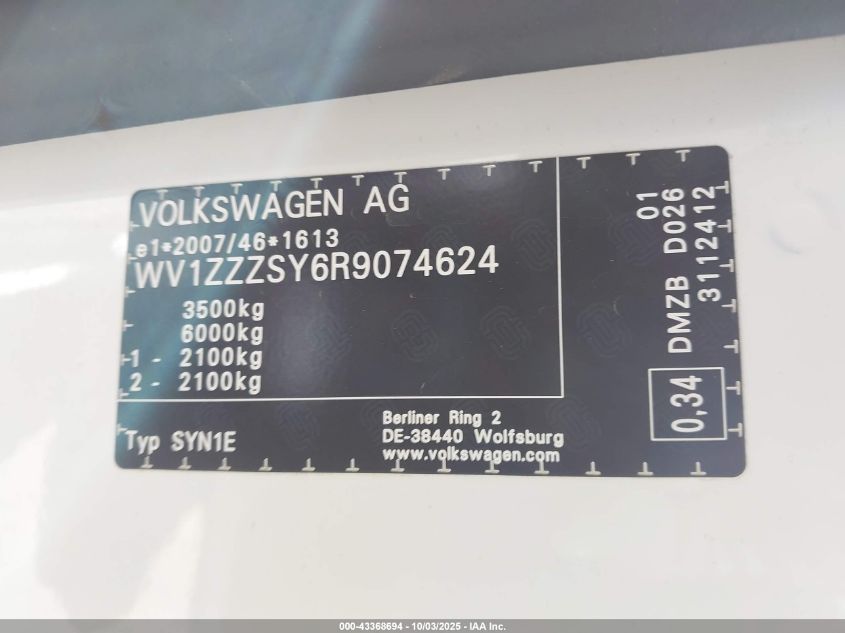 VOLKSWAGEN AG
e1*2007/46*1613
WV1ZZZSY6R9074624
3500kg
6000kg
1 - 2100kg
2 - 2100kg
Typ SYN1E
Berliner Ring 2
DE-38440 Wolfsburg
www.volkswagen.com
01
0,34 DMZB D026
3112412
000-43368694 - 10/03/2025 - IAA Inc.